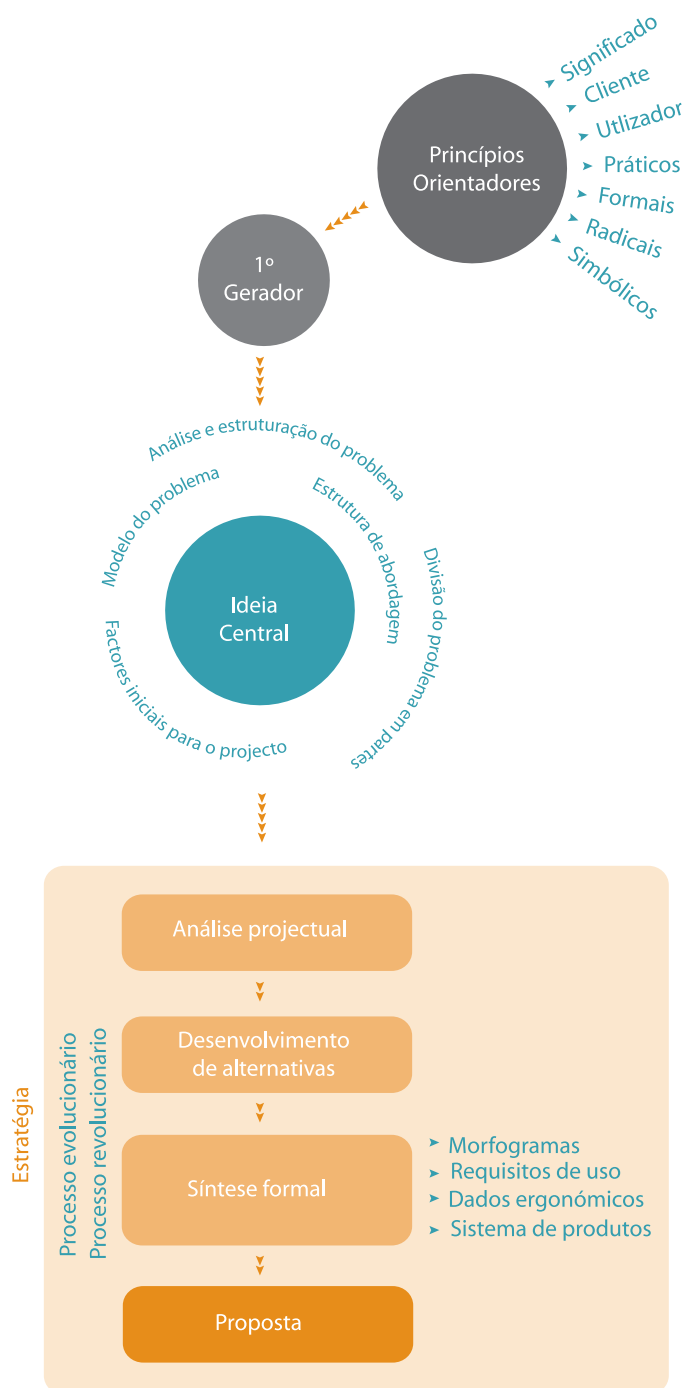 Significado
Cliente
Utlizador
Práticos
Formais
Radicais
Simbólicos
Princípios
Orientadores
1º
Gerador
Análise e estruturação do problema
Modelo do problema
Estrutura de abordagem
Divisão do problema em partes
Factores iniciais para o projecto
Ideia
Central
Estratégia
Processo evolucionário
Processo revolucionário
Análise projectual
Desenvolvimento
de alternativas
Síntese formal
Morfogramas
Requisitos de uso
Dados ergonómicos
Sistema de produtos
Proposta